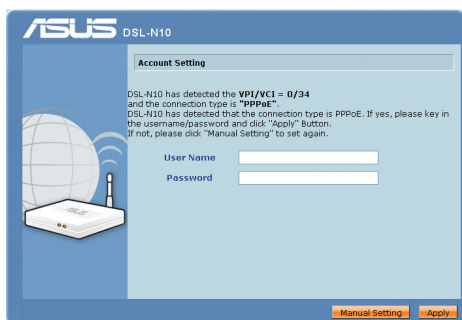 ASUS DSL-N10
Account Setting
DSL-N10 has detected the VPI/VCI = 0/34
and the connection type is "PPPoE".
DSL-N10 has detected that the connection type is PPPoE. If yes, please key in
the username/password and click "Apply" Button.
If not, please click "Manual Setting" to set again.
User Name
Password
ASUS
Manual Setting Apply